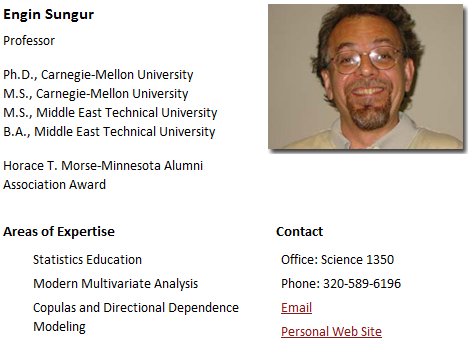 Engin Sungur
Professor
Ph.D., Carnegie-Mellon University
M.S., Carnegie-Mellon University
M.S., Middle East Technical University
B.A., Middle East Technical University
Horace T. Morse-Minnesota Alumni
Association Award
Areas of Expertise
Statistics Education
Modern Multivariate Analysis
Copulas and Directional Dependence
Modeling
Contact
Office: Science 1350
Phone: 320-589-6196
Email
Personal Web Site